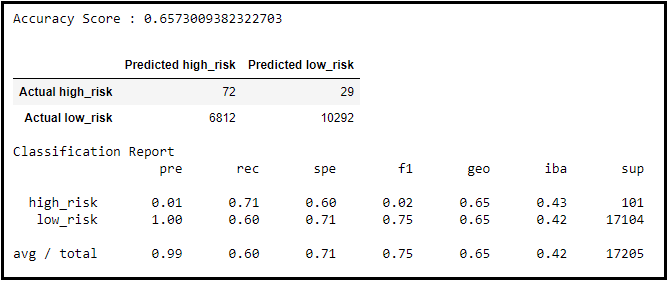 Accuracy Score : 0.6573009382322703
Predicted high_risk Predicted low_risk
Actual high_risk 72 29
Actual low_risk 6812 10292
Classification Report
pre rec spe f1 geo iba sup
high_risk 0.01 0.71 0.60 0.02 0.65 0.43 101
low_risk 1.00 0.60 0.71 0.75 0.65 0.42 17104
avg / total 0.99 0.60 0.71 0.75 0.65 0.42 17205